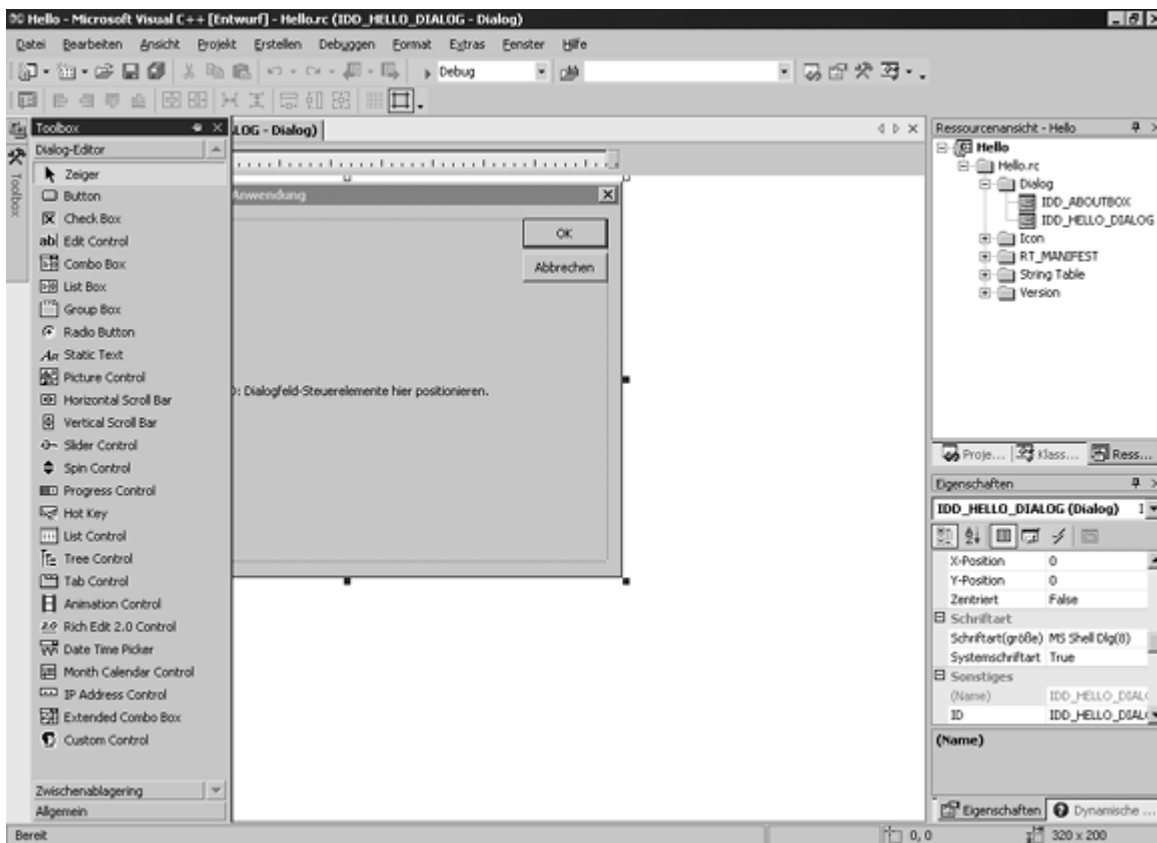 Hello - Microsoft Visual C++ [Entwurf] - Hello.rc (IDD_HELLO_DIALOG - Dialog)
Datei Bearbeiten Ansicht Projekt Erstellen Debuggen Format Extras Fenster Hilfe
Debug
Toolbox
Toolbox
Dialog-Editor
Zeiger
Button
Check Box
Edit Control
Combo Box
List Box
Group Box
Radio Button
Static Text
Picture Control
Horizontal Scroll Bar
Vertical Scroll Bar
Slider Control
Spin Control
Progress Control
Hot Key
List Control
Tree Control
Tab Control
Animation Control
Rich Edit 2.0 Control
Date Time Picker
Month Calendar Control
IP Address Control
Extended Combo Box
Custom Control
Zwischenablagering
Allgemein
LOG - Dialog)
Anwendung
OK
Abbrechen
: Dialogfeld-Steuerelemente hier positionieren.
Ressourcenansicht - Hello
Hello
Hello.rc
Dialog
IDD_ABOUTBOX
IDD_HELLO_DIALOG
Icon
RT_MANIFEST
String Table
Version
Proje... Klass... Ress...
Eigenschaften
IDD_HELLO_DIALOG (Dialog)
X-Position 0
Y-Position 0
Zentriert False
Schriftart
Schriftart(größe) MS Shell Dlg(8)
Systemschriftart True
Sonstiges
(Name) IDD_HELLO_DIAL
ID IDD_HELLO_DIAL
(Name)
Eigenschaften Dynamische ...
Bereit 0, 0 320 x 200